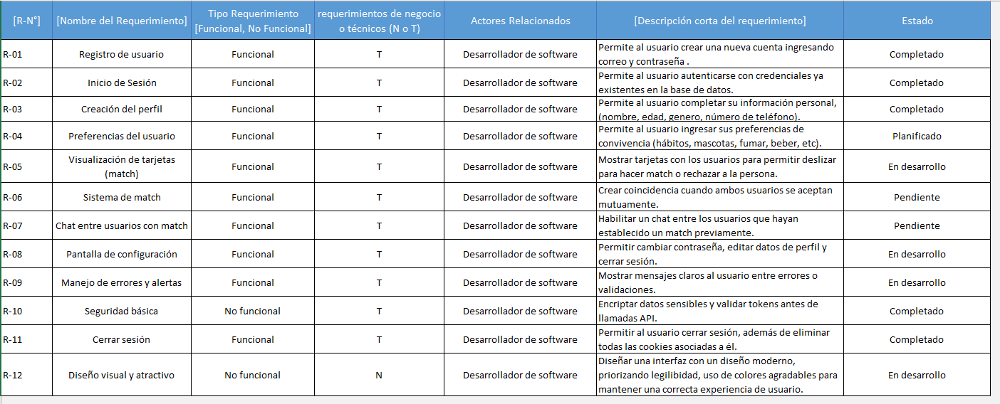 [R-N°] [Nombre del Requerimiento] Tipo Requerimiento [Funcional, No Funcional] requerimientos de negocio o técnicos (N o T) Actores Relacionados [Descripción corta del requerimiento] Estado
R-01 Registro de usuario Funcional T Desarrollador de software Permite al usuario crear una nueva cuenta ingresando correo y contraseña . Completado
R-02 Inicio de Sesión Funcional T Desarrollador de software Permite al usuario autenticarse con credenciales ya existentes en la base de datos. Completado
R-03 Creación del perfil Funcional T Desarrollador de software Permite al usuario completar su información personal, (nombre, edad, genero, número de teléfono). Completado
R-04 Preferencias del usuario Funcional T Desarrollador de software Permite al usuario ingresar sus preferencias de convivencia (hábitos, mascotas, fumar, beber, etc). Planificado
R-05 Visualización de tarjetas (match) Funcional T Desarrollador de software Mostrar tarjetas con los usuarios para permitir deslizar para hacer match o rechazar a la persona. En desarrollo
R-06 Sistema de match Funcional T Desarrollador de software Crear coincidencia cuando ambos usuarios se aceptan mutuamente. Pendiente
R-07 Chat entre usuarios con match Funcional T Desarrollador de software Habilitar un chat entre los usuarios que hayan establecido un match previamente. Pendiente
R-08 Pantalla de configuración Funcional T Desarrollador de software Permitir cambiar contraseña, editar datos de perfil y cerrar sesión. En desarrollo
R-09 Manejo de errores y alertas Funcional T Desarrollador de software Mostrar mensajes claros al usuario entre errores o validaciones. En desarrollo
R-10 Seguridad básica No funcional T Desarrollador de software Encriptar datos sensibles y validar tokens antes de llamadas API. Completado
R-11 Cerrar sesión Funcional T Desarrollador de software Permitir al usuario cerrar sesión, además de eliminar todas las cookies asociadas a él. Completado
R-12 Diseño visual y atractivo No funcional N Desarrollador de software Diseñar una interfaz con un diseño moderno, priorizando legilibidad, uso de colores agradables para mantener una correcta experiencia de usuario. En desarrollo